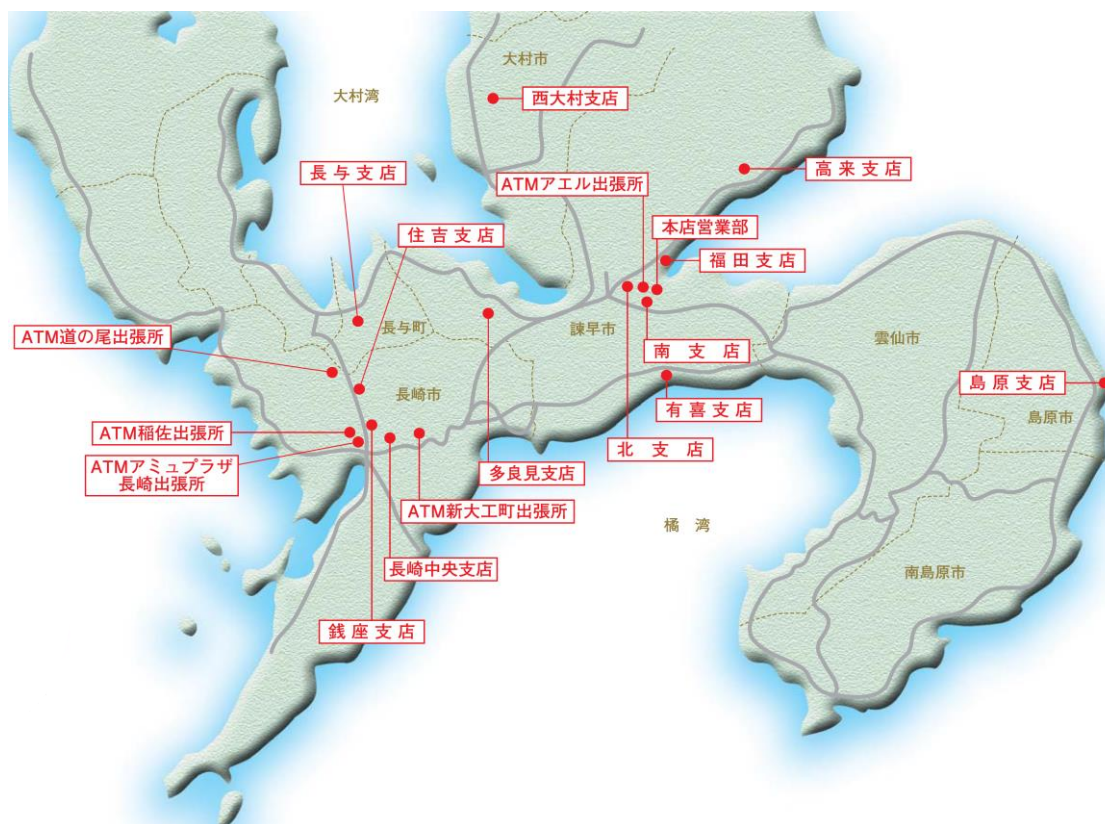 大村市
大村湾
西大村支店
長与支店
ATMアエル出張所
高来支店
住吉支店
本店営業部
福田支店
ATM道の尾出張所
長与町
諫早市
雲仙市
南支店
長崎市
島原支店
有喜支店
島原市
ATM稲佐出張所
北支店
ATMアミュプラザ
長崎出張所
多良見支店
ATM新大工町出張所
橘湾
長崎中央支店
南島原市
銭座支店